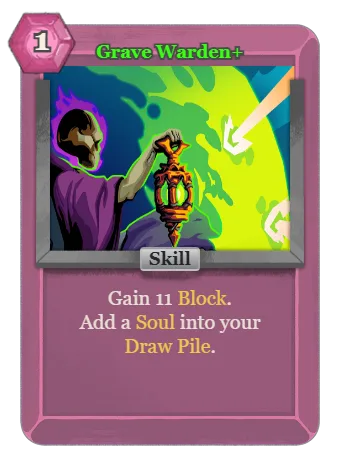 1
Grave Warden+
Skill
Gain 11 Block.
Add a Soul into your
Draw Pile.